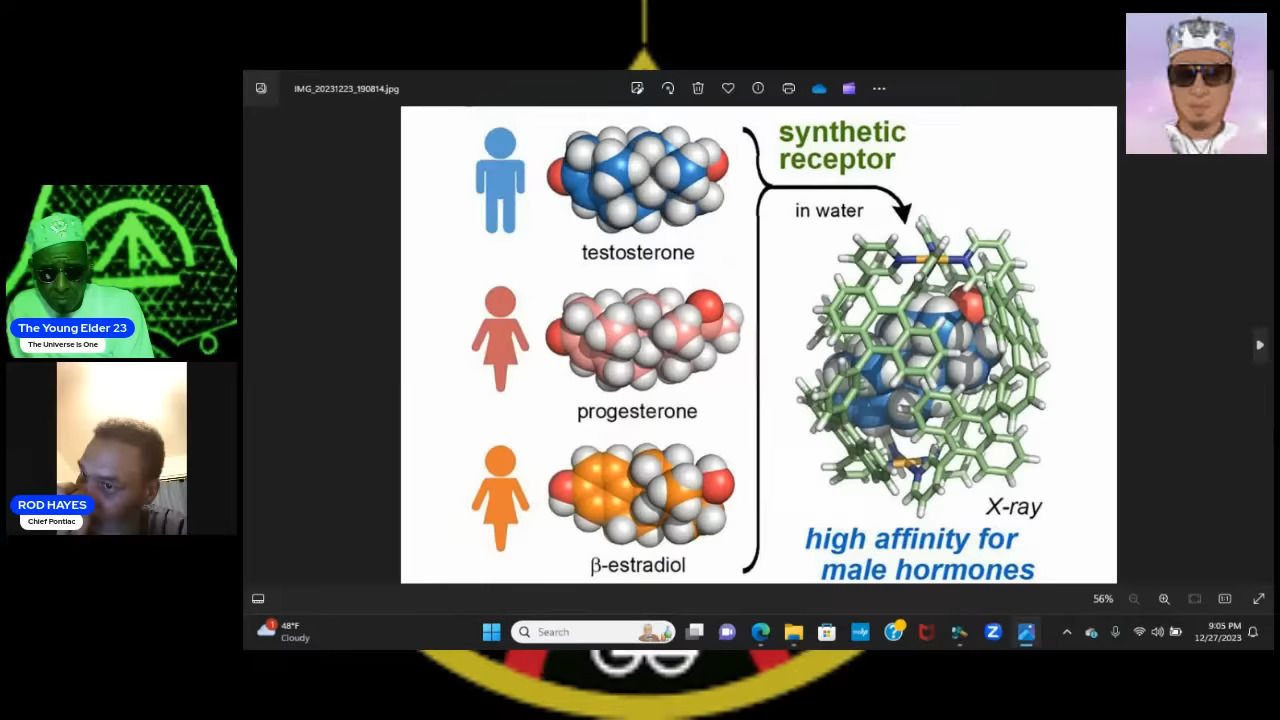 IMG_20231223_190814.jpg
synthetic
receptor
in water
testosterone
progesterone
β-estradiol
X-ray
high affinity for
male hormones
The Young Elder 23
The Universe is One
ROD HAYES
Chief Pontiac
56%
1
48°F
Cloudy
Search
9:05 PM
12/27/2023